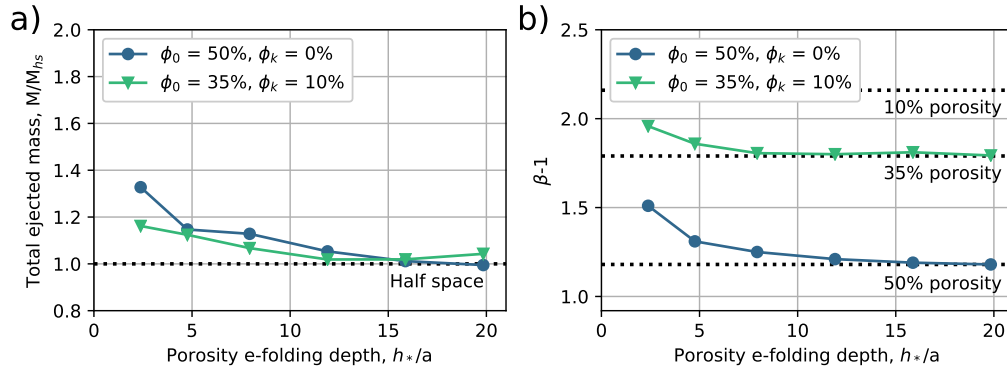 a)
2.0
1.8
1.6
1.4
1.2
1.0
0.8
Total ejected mass, M/M_hs
ϕ_0 = 50%, ϕ_k = 0%
ϕ_0 = 35%, ϕ_k = 10%
Half space
0 5 10 15 20
Porosity e-folding depth, h_*/a
b)
2.5
2.0
1.5
1.0
β-1
ϕ_0 = 50%, ϕ_k = 0%
ϕ_0 = 35%, ϕ_k = 10%
10% porosity
35% porosity
50% porosity
0 5 10 15 20
Porosity e-folding depth, h_*/a